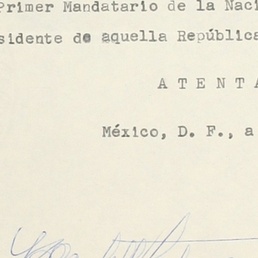 Primer Mandatario de la Naci
sidente de aquella República
A T E N T A
México, D. F., a